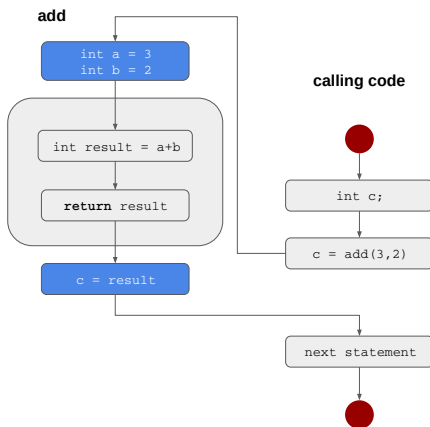 add
int a = 3
int b = 2
int result = a+b
return result
c = result
calling code
int c;
c = add(3,2)
next statement